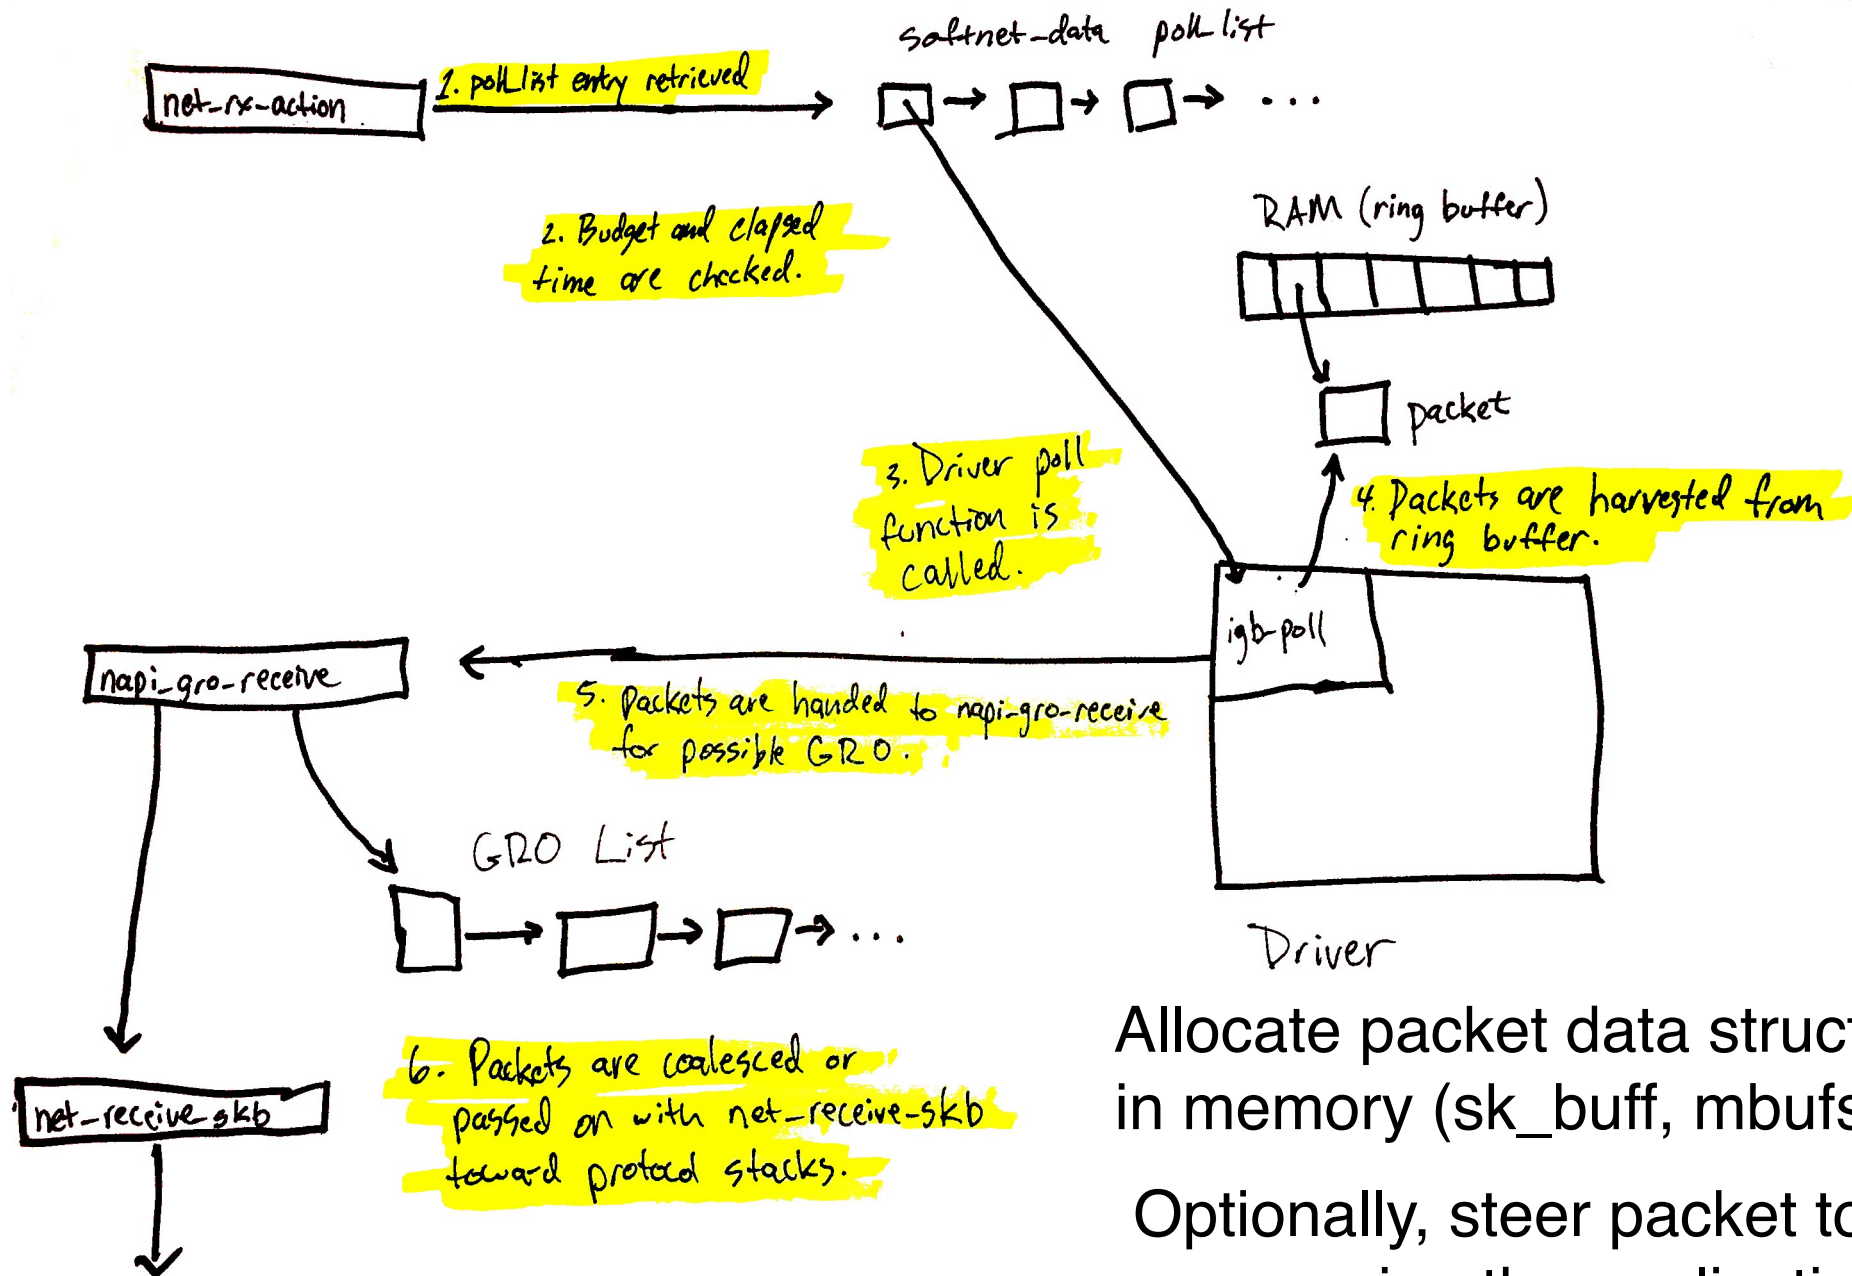 softnet_data poll_list
net_rx_action
1. poll_list entry retrieved
...
2. Budget and elapsed
time are checked.
RAM (ring buffer)
packet
3. Driver poll
function is
called.
4. Packets are harvested from
ring buffer.
igb_poll
napi_gro_receive
5. Packets are handed to napi_gro_receive
for possible GRO.
GRO List
...
Driver
6. Packets are coalesced or
passed on with net_receive_skb
toward protocol stacks.
net_receive_skb
Allocate packet data struct
in memory (sk_buff, mbufs
Optionally, steer packet to